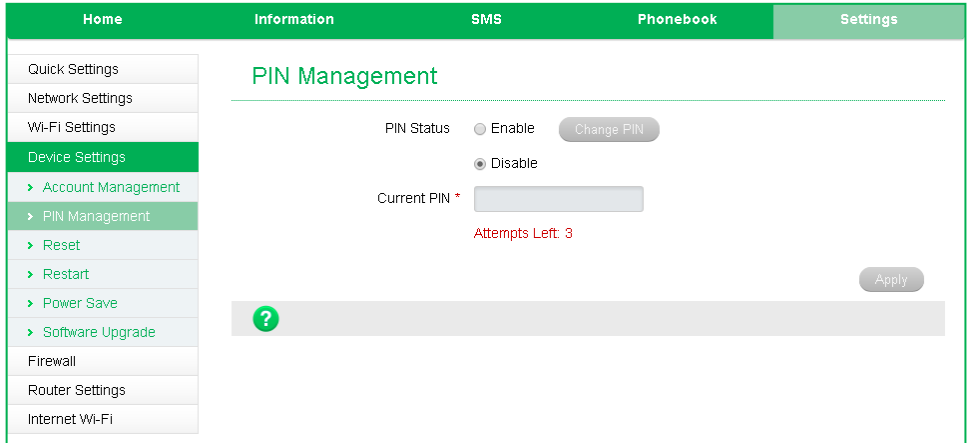 Home Information SMS Phonebook Settings
Quick Settings
Network Settings
Wi-Fi Settings
Device Settings
Account Management
PIN Management
Reset
Restart
Power Save
Software Upgrade
Firewall
Router Settings
Internet Wi-Fi
PIN Management
PIN Status Enable Change PIN
Disable
Current PIN *
Attempts Left: 3
Apply
?